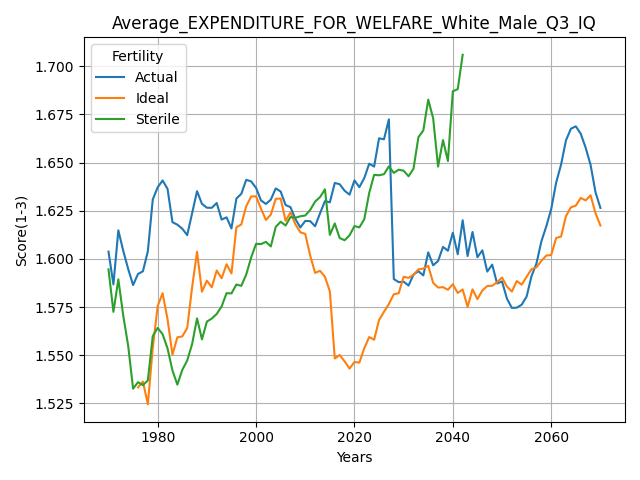 Average_EXPENDITURE_FOR_WELFARE_White_Male_Q3_IQ
Fertility
Actual
Ideal
Sterile
1.700
1.675
1.650
1.625
1.600
1.575
1.550
1.525
Score(1-3)
1980
2000
2020
2040
2060
Years